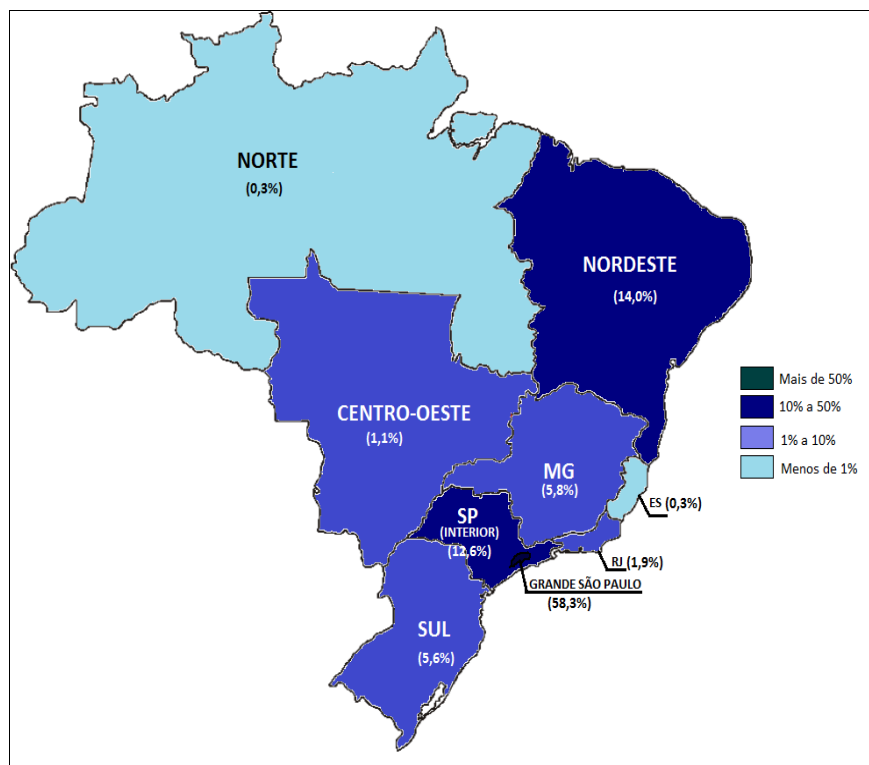 NORTE
(0,3%)
NORDESTE
(14,0%)
CENTRO-OESTE
(1,1%)
MG
(5,8%)
ES (0,3%)
SP
(INTERIOR)
(12,6%)
RJ (1,9%)
GRANDE SÃO PAULO
(58,3%)
SUL
(5,6%)
Mais de 50%
10% a 50%
1% a 10%
Menos de 1%